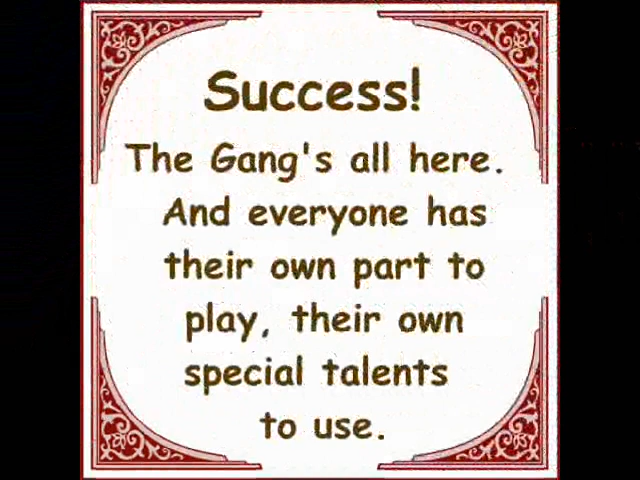 Success!
The Gang's all here.
And everyone has
their own part to
play, their own
special talents
to use.